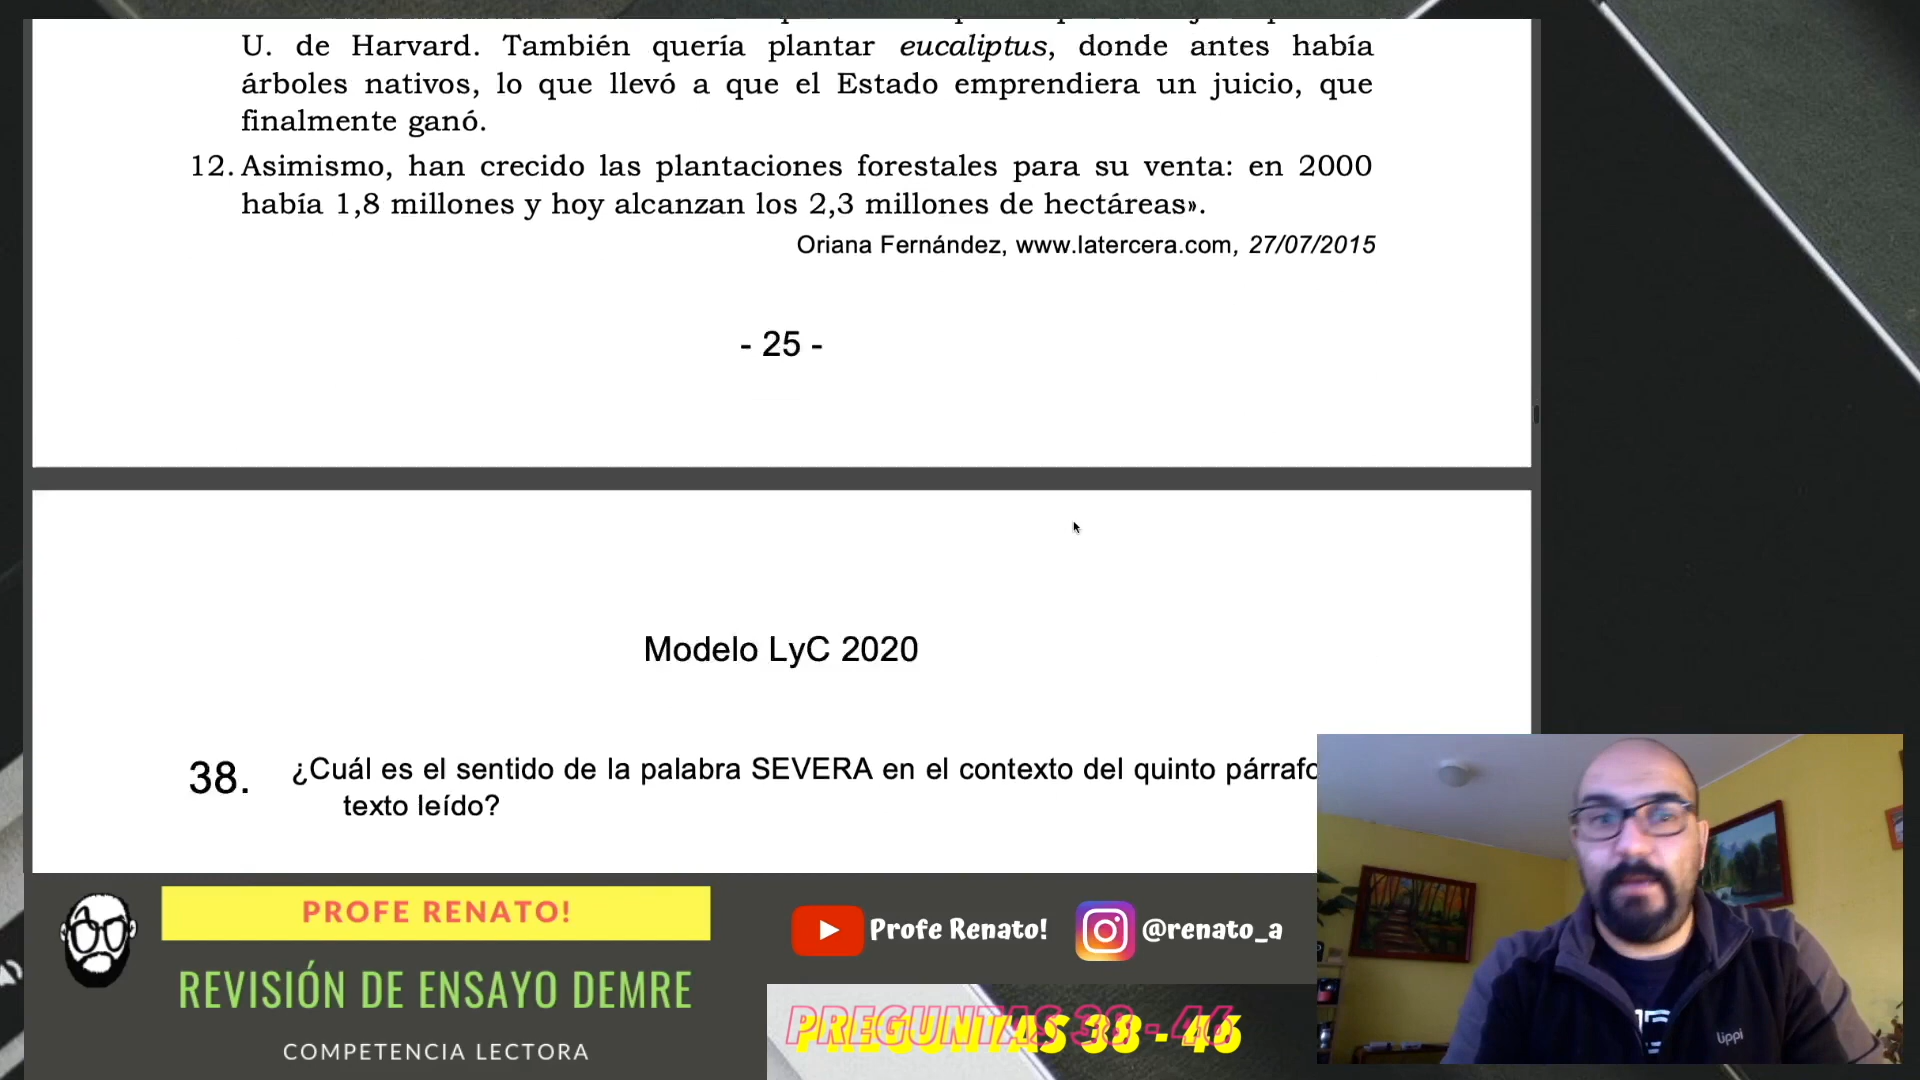 U. de Harvard. También quería plantar eucaliptus, donde antes había
árboles nativos, lo que llevó a que el Estado emprendiera un juicio, que
finalmente ganó.
12. Asimismo, han crecido las plantaciones forestales para su venta: en 2000
había 1,8 millones y hoy alcanzan los 2,3 millones de hectáreas».
Oriana Fernández, www.latercera.com, 27/07/2015
- 25 -
Modelo LyC 2020
38. ¿Cuál es el sentido de la palabra SEVERA en el contexto del quinto párrafo
texto leído?
PROFE RENATO!
REVISIÓN DE ENSAYO DEMRE
COMPETENCIA LECTORA
Profe Renato!
@renato_a
PREGUNTAS 38 - 46
lippi